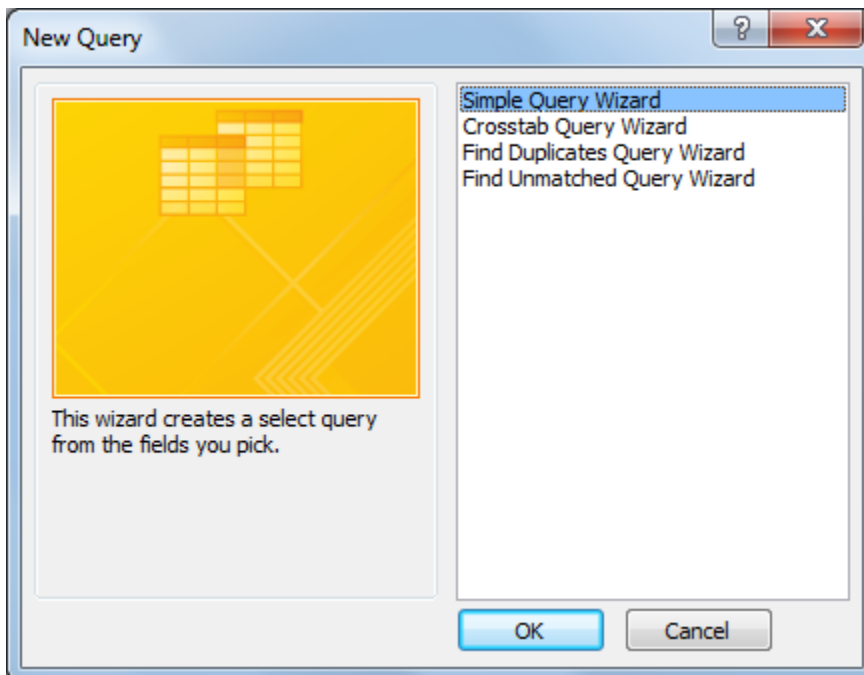 New Query
Simple Query Wizard
Crosstab Query Wizard
Find Duplicates Query Wizard
Find Unmatched Query Wizard
This wizard creates a select query
from the fields you pick.
OK
Cancel